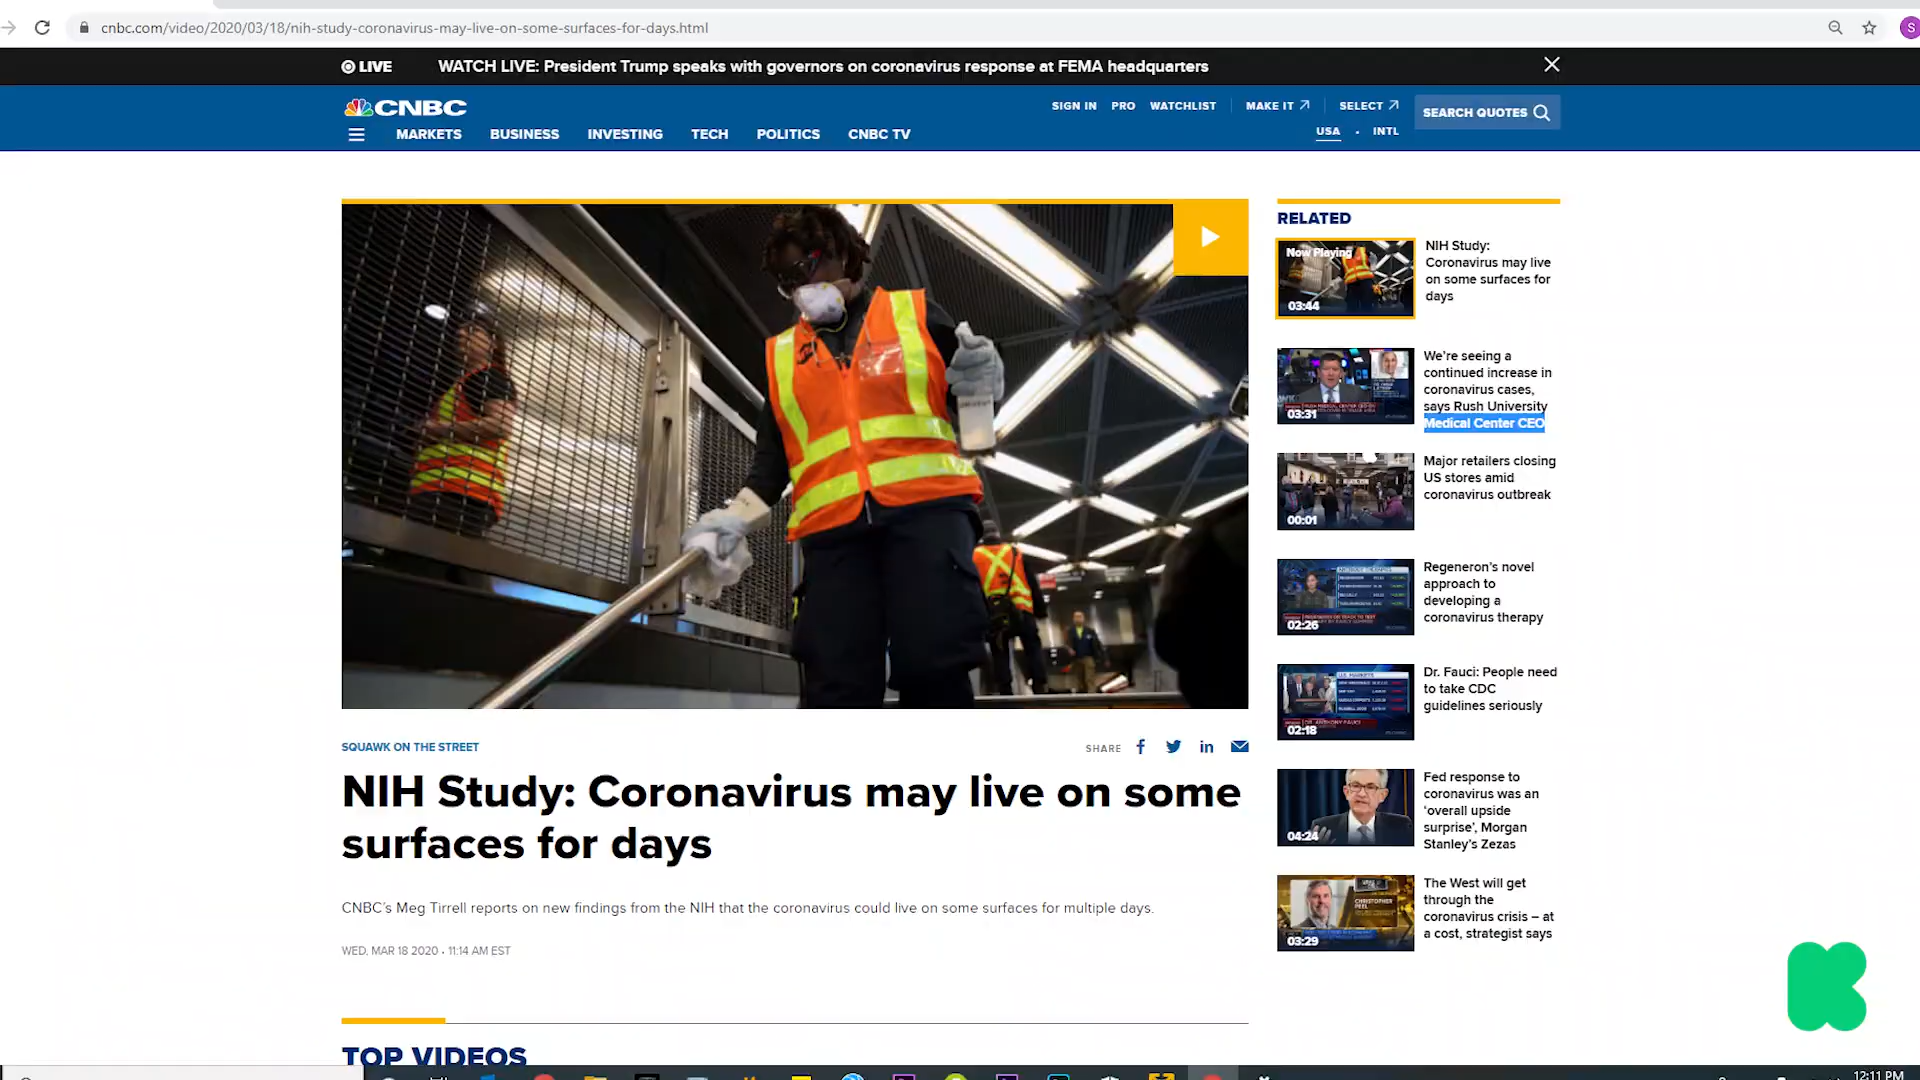 cnbc.com/video/2020/03/18/nih-study-coronavirus-may-live-on-some-surfaces-for-days.html
S
LIVE
WATCH LIVE: President Trump speaks with governors on coronavirus response at FEMA headquarters
CNBC
SIGN IN
PRO
WATCHLIST
MAKE IT
SELECT
SEARCH QUOTES
USA
INTL
MARKETS
BUSINESS
INVESTING
TECH
POLITICS
CNBC TV
RELATED
Now Playing
03:44
NIH Study:
Coronavirus may live
on some surfaces for
days
03:31
We're seeing a
continued increase in
coronavirus cases,
says Rush University
Medical Center CEO
00:01
Major retailers closing
US stores amid
coronavirus outbreak
02:26
Regeneron's novel
approach to
developing a
coronavirus therapy
02:18
Dr. Fauci: People need
to take CDC
guidelines seriously
04:24
Fed response to
coronavirus was an
‘overall upside
surprise’, Morgan
Stanley's Zezas
CHRISTOPHER
PEEL
03:29
The West will get
through the
coronavirus crisis – at
a cost, strategist says
SQUAWK ON THE STREET
SHARE
NIH Study: Coronavirus may live on some
surfaces for days
CNBC's Meg Tirrell reports on new findings from the NIH that the coronavirus could live on some surfaces for multiple days.
WED, MAR 18 2020 • 11:14 AM EST
TOP VIDEOS
K
12:11 PM